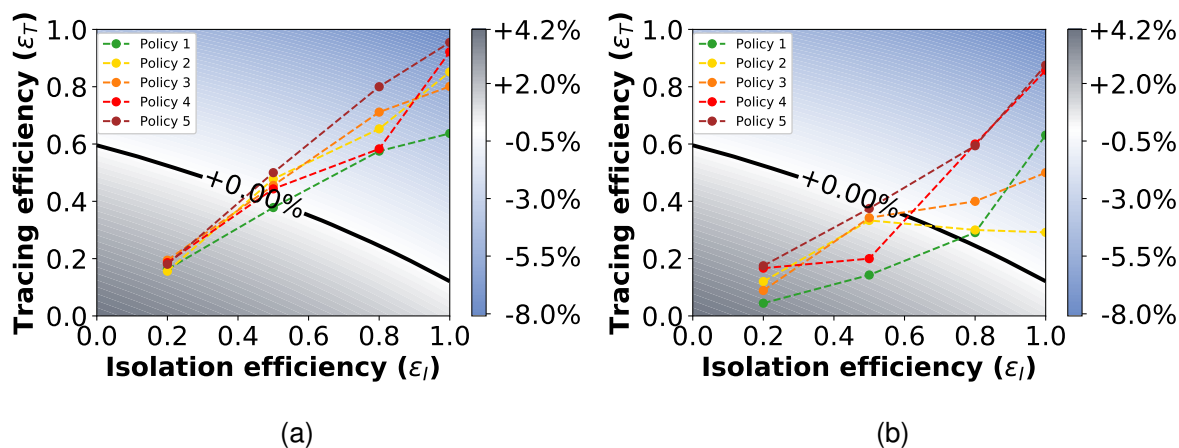 Tracing efficiency (ε_T)
1.0
0.8
0.6
0.4
0.2
0.0
Policy 1
Policy 2
Policy 3
Policy 4
Policy 5
+0.00%
0.0 0.2 0.4 0.6 0.8 1.0
Isolation efficiency (ε_I)
+4.2%
+2.0%
-0.5%
-3.0%
-5.5%
-8.0%
(a)
Tracing efficiency (ε_T)
1.0
0.8
0.6
0.4
0.2
0.0
Policy 1
Policy 2
Policy 3
Policy 4
Policy 5
+0.00%
0.0 0.2 0.4 0.6 0.8 1.0
Isolation efficiency (ε_I)
+4.2%
+2.0%
-0.5%
-3.0%
-5.5%
-8.0%
(b)